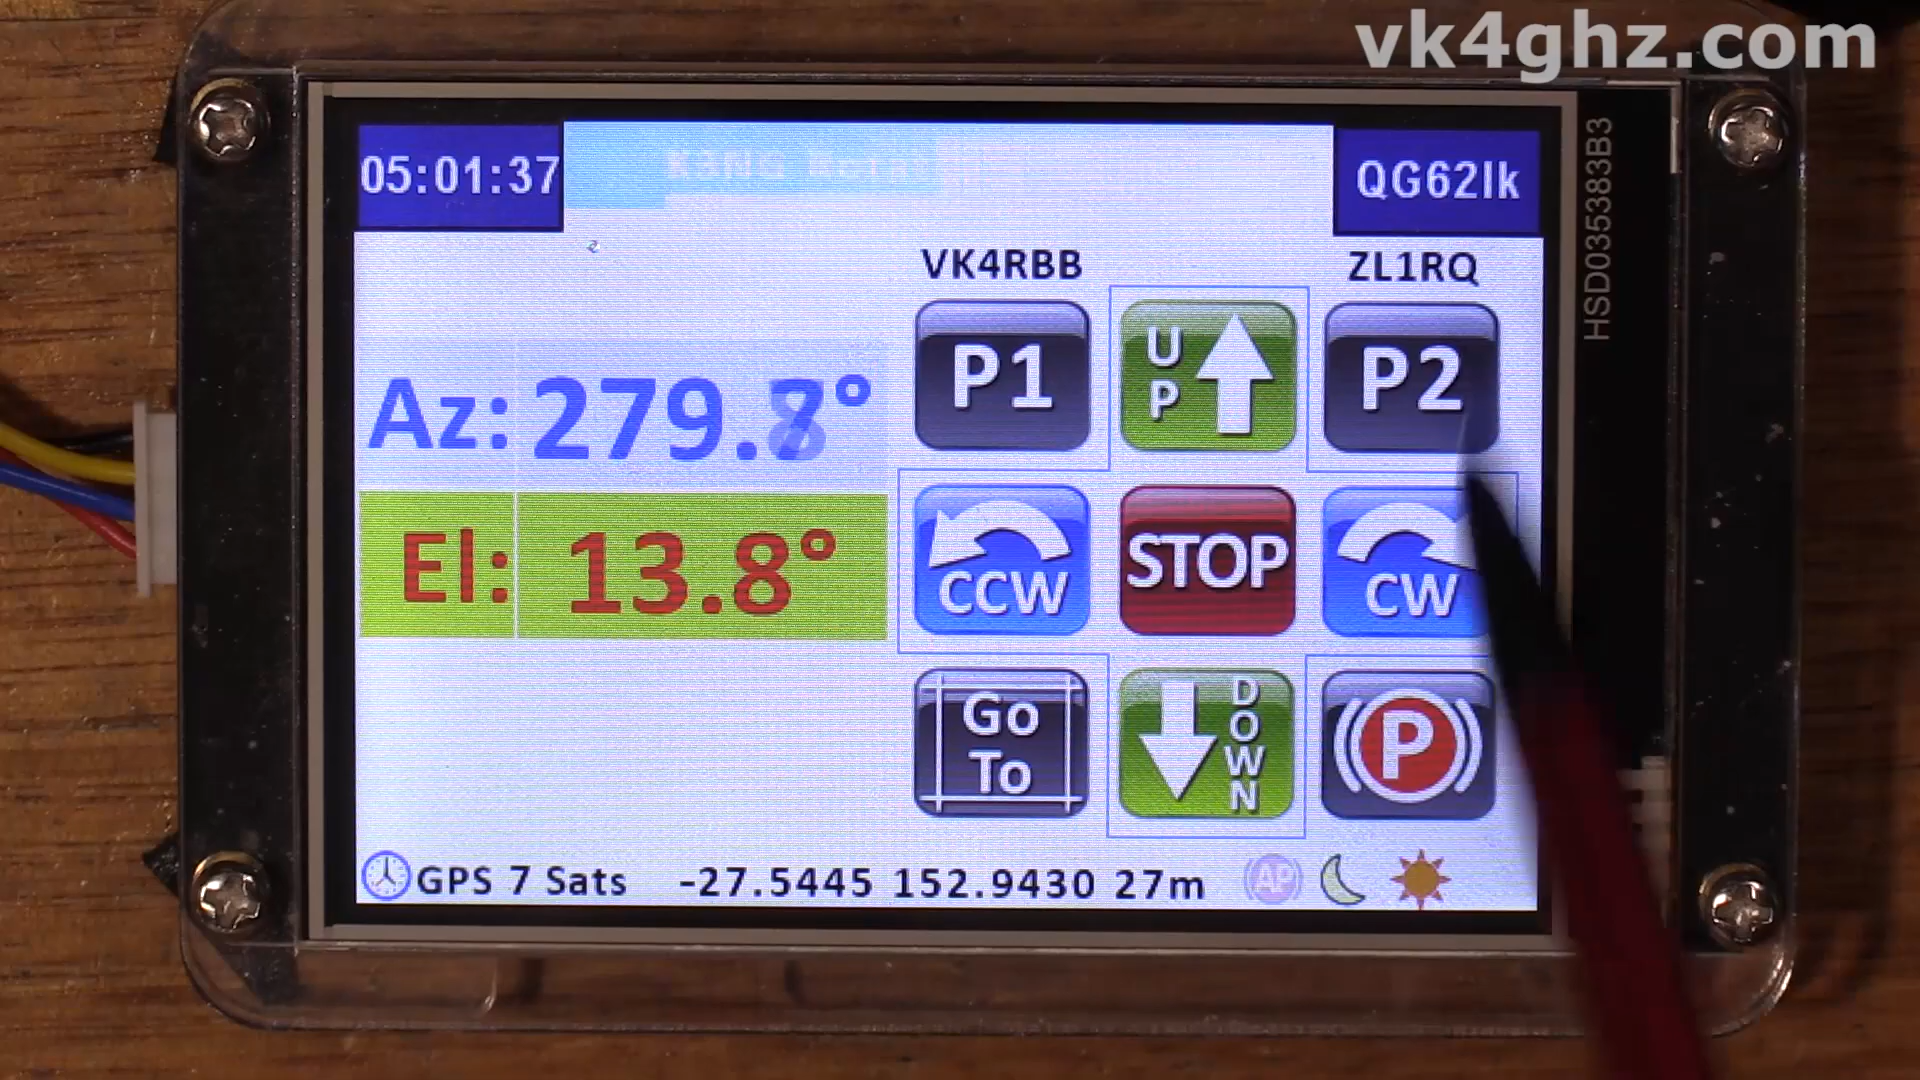 vk4ghz.com
05:01:37
QG62lk
HSD035383B3
VK4RBB
ZL1RQ
P1
UP
P2
Az:
El: 13.8°
CCW
STOP
CW
Go To
DOWN
P
GPS 7 Sats -27.5445 152.9430 27m
AP